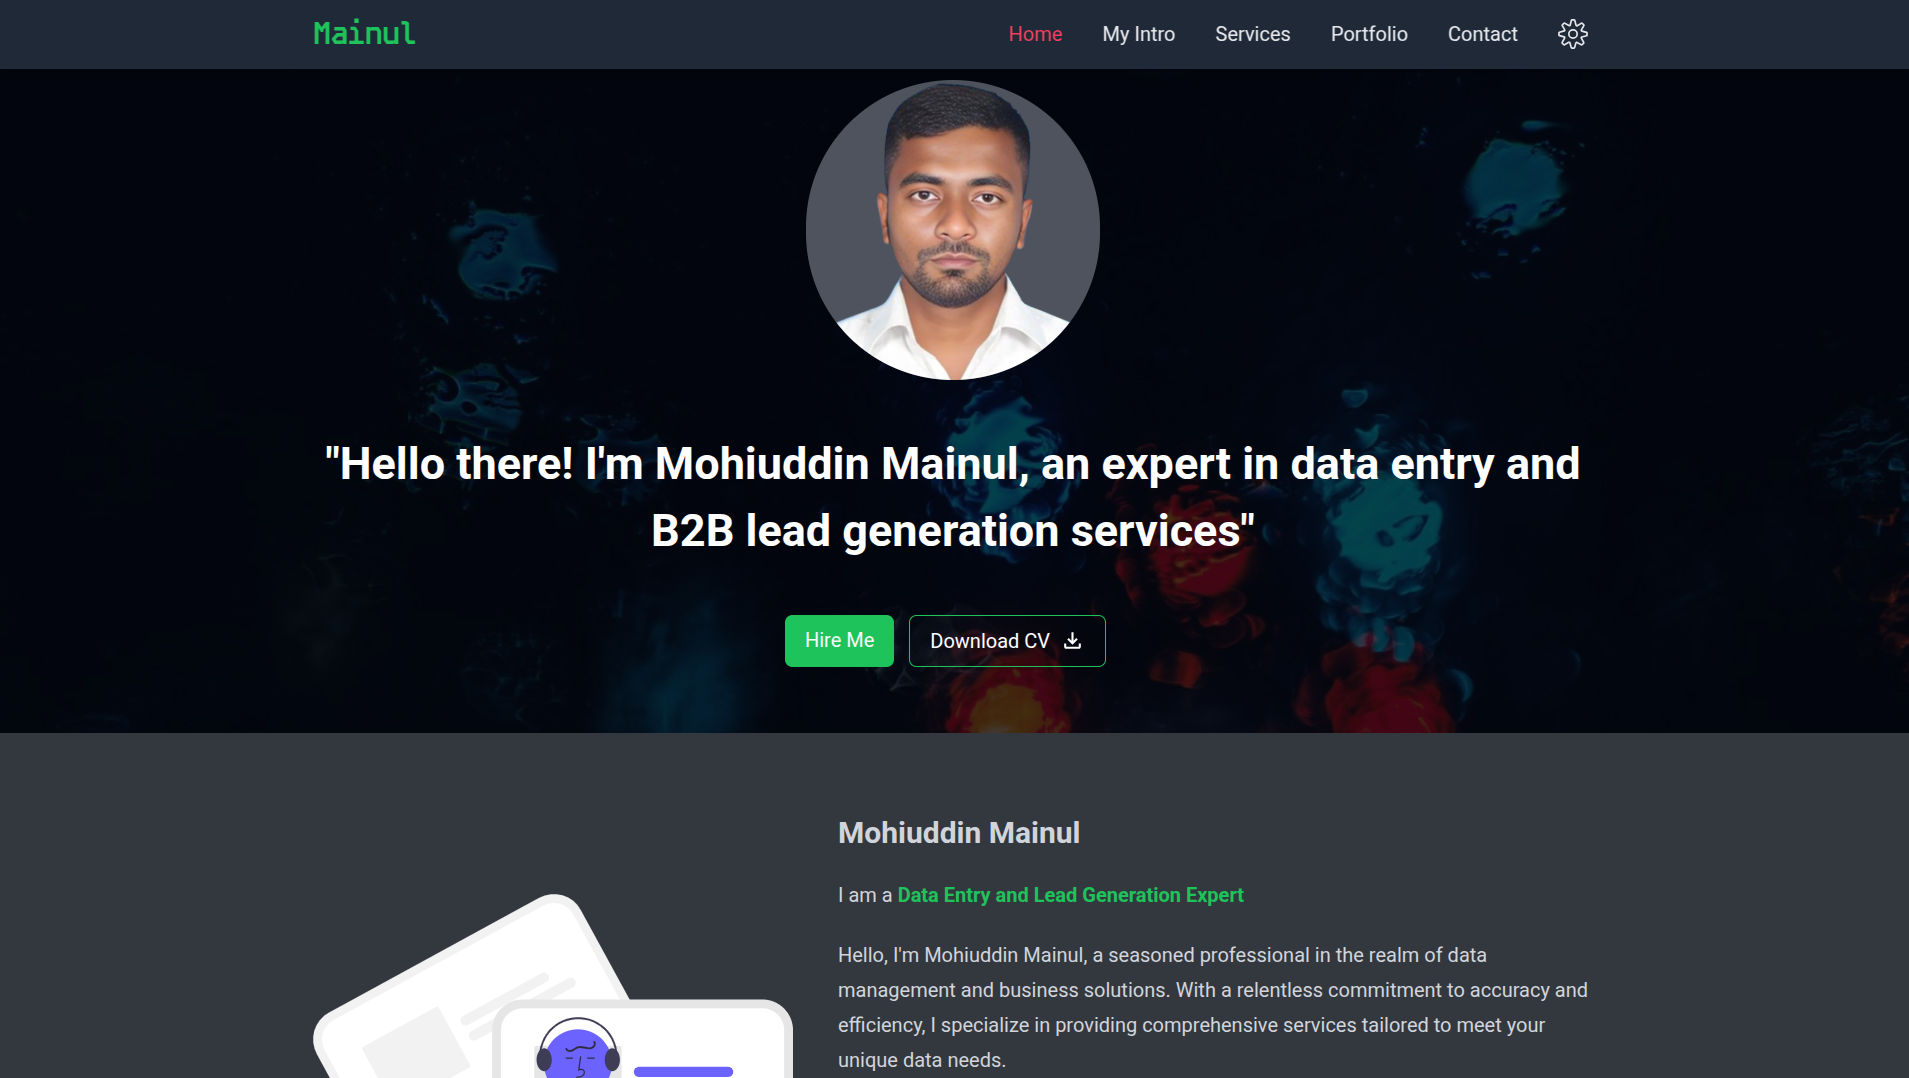 Mainul
Home My Intro Services Portfolio Contact
"Hello there! I'm Mohiuddin Mainul, an expert in data entry and
B2B lead generation services"
Hire Me Download CV
Mohiuddin Mainul
I am a Data Entry and Lead Generation Expert
Hello, I'm Mohiuddin Mainul, a seasoned professional in the realm of data
management and business solutions. With a relentless commitment to accuracy and
efficiency, I specialize in providing comprehensive services tailored to meet your
unique data needs.